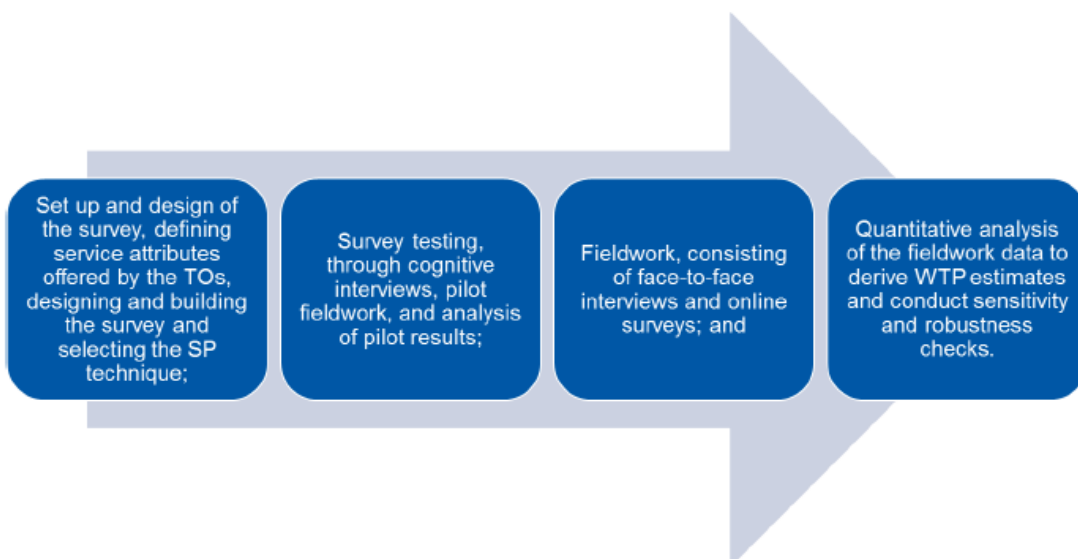 Set up and design of
the survey, defining
service attributes
offered by the TOs,
designing and building
the survey and
selecting the SP
technique;
Survey testing,
through cognitive
interviews, pilot
fieldwork, and analysis
of pilot results;
Fieldwork, consisting
of face-to-face
interviews and online
surveys; and
Quantitative analysis
of the fieldwork data to
derive WTP estimates
and conduct sensitivity
and robustness
checks.